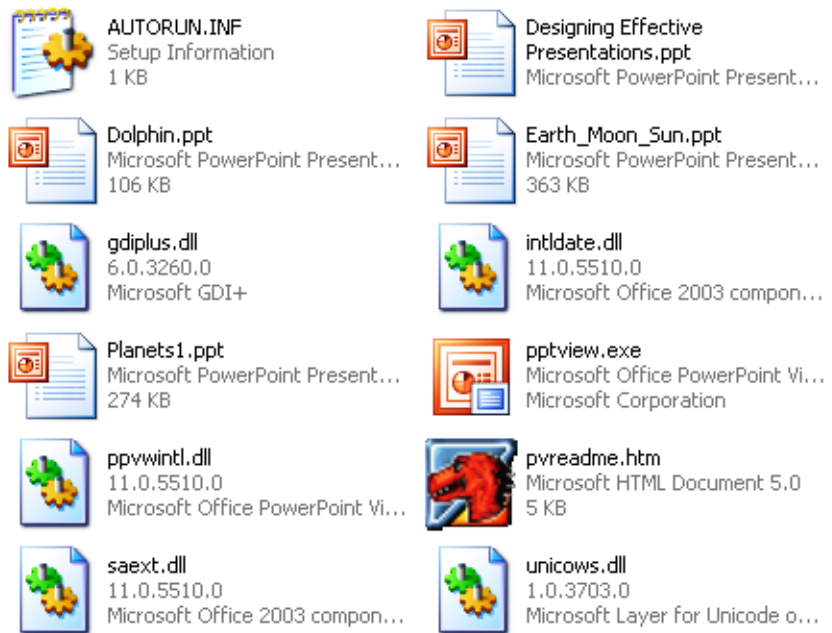 AUTORUN.INF
Setup Information
1 KB
Designing Effective
Presentations.ppt
Microsoft PowerPoint Present...
Dolphin.ppt
Microsoft PowerPoint Present...
106 KB
Earth_Moon_Sun.ppt
Microsoft PowerPoint Present...
363 KB
gdiplus.dll
6.0.3260.0
Microsoft GDI+
intldate.dll
11.0.5510.0
Microsoft Office 2003 compon...
Planets1.ppt
Microsoft PowerPoint Present...
274 KB
pptview.exe
Microsoft Office PowerPoint Vi...
Microsoft Corporation
ppvwintl.dll
11.0.5510.0
Microsoft Office PowerPoint Vi...
pvreadme.htm
Microsoft HTML Document 5.0
5 KB
saext.dll
11.0.5510.0
Microsoft Office 2003 compon...
unicows.dll
1.0.3703.0
Microsoft Layer for Unicode o...